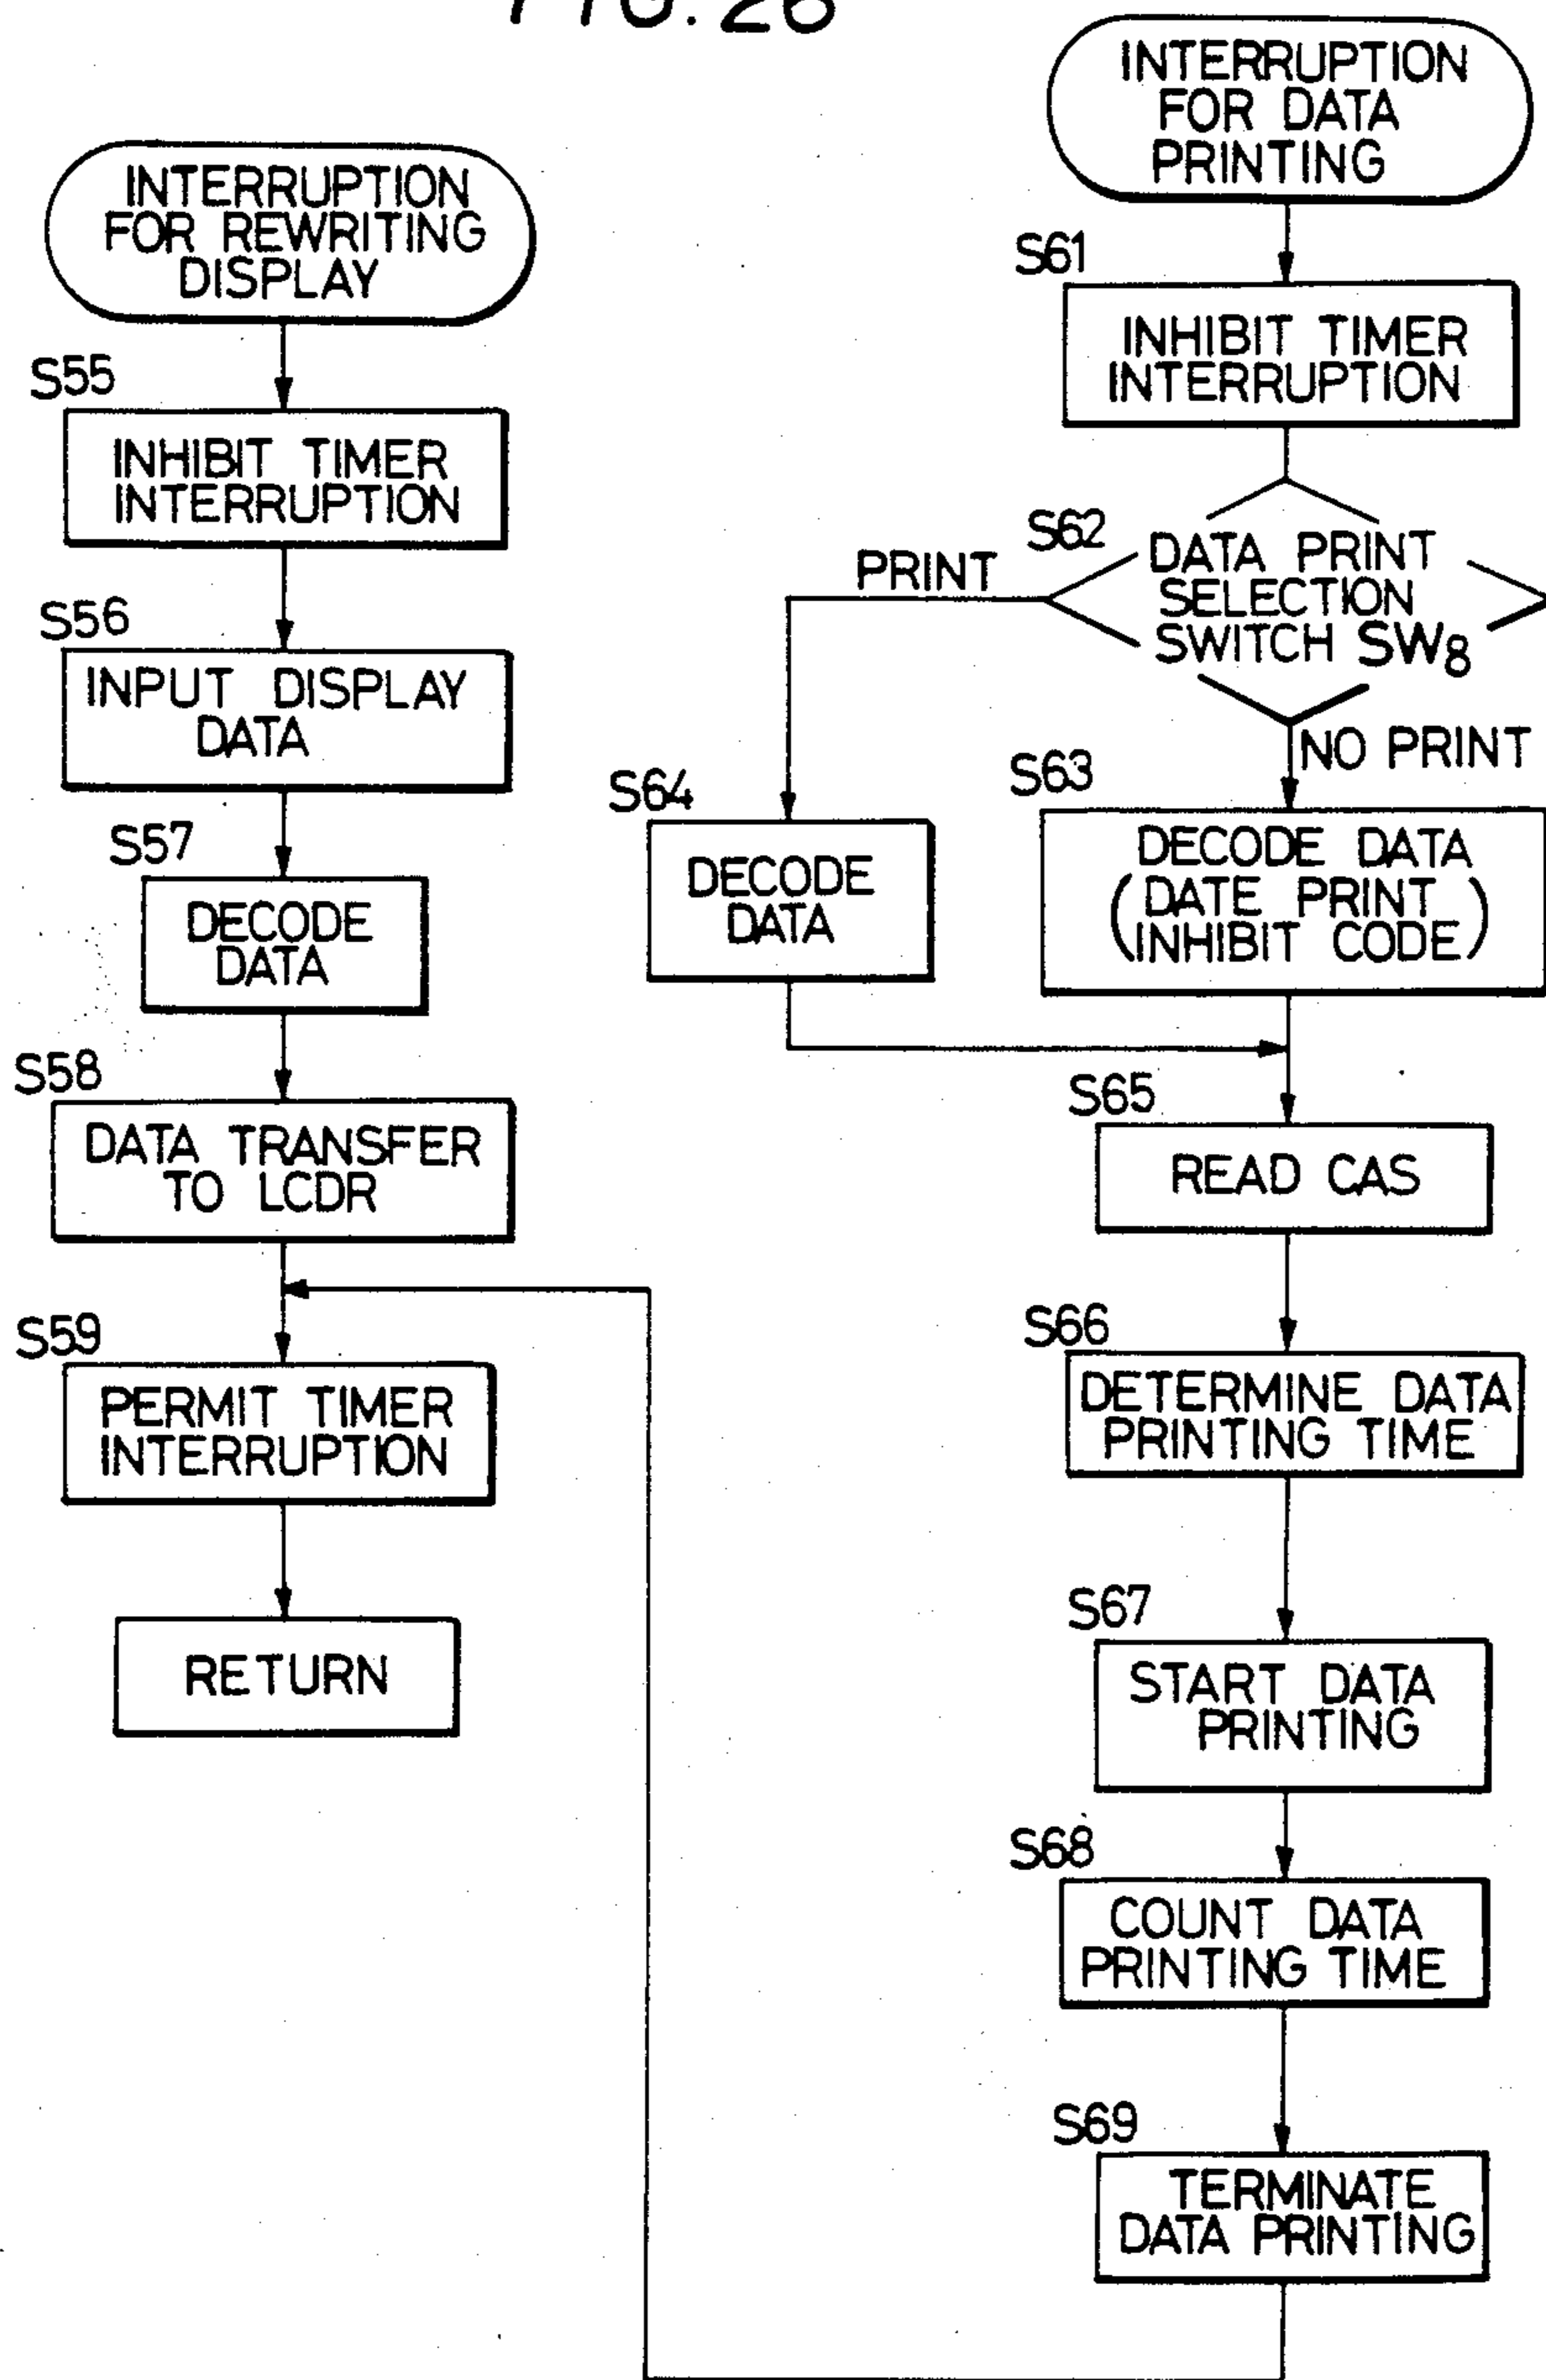 FIG. 26
INTERRUPTION
FOR REWRITING
DISPLAY
S55
INHIBIT TIMER
INTERRUPTION
S56
INPUT DISPLAY
DATA
S57
DECODE
DATA
S58
DATA TRANSFER
TO LCDR
S59
PERMIT TIMER
INTERRUPTION
RETURN
INTERRUPTION
FOR DATA
PRINTING
S61
INHIBIT TIMER
INTERRUPTION
S62
DATA PRINT
SELECTION
SWITCH SW8
PRINT
NO PRINT
S64
DECODE
DATA
S63
DECODE DATA
(DATE PRINT
INHIBIT CODE)
S65
READ CAS
S66
DETERMINE DATA
PRINTING TIME
S67
START DATA
PRINTING
S68
COUNT DATA
PRINTING TIME
S69
TERMINATE
DATA PRINTING